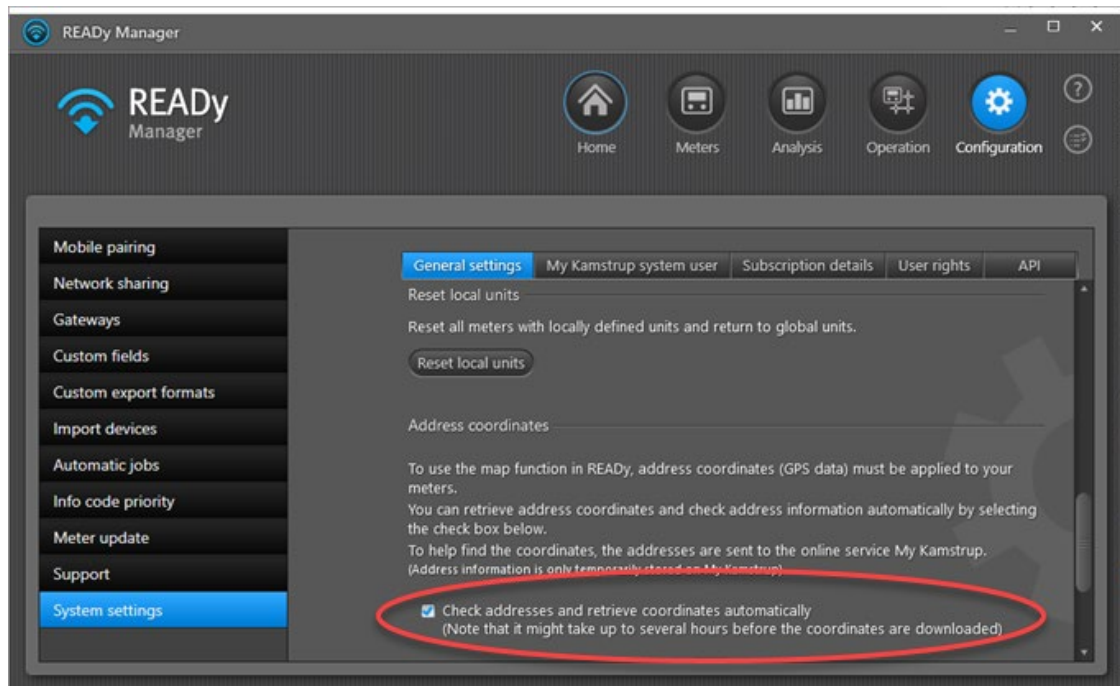 READy Manager
READy
Manager
Home
Meters
Analysis
Operation
Configuration
?
Mobile pairing
Network sharing
Gateways
Custom fields
Custom export formats
Import devices
Automatic jobs
Info code priority
Meter update
Support
System settings
General settings
My Kamstrup system user
Subscription details
User rights
API
Reset local units
Reset all meters with locally defined units and return to global units.
Reset local units
Address coordinates
To use the map function in READy, address coordinates (GPS data) must be applied to your
meters.
You can retrieve address coordinates and check address information automatically by selecting
the check box below.
To help find the coordinates, the addresses are sent to the online service My Kamstrup.
(Address information is only temporarily stored on My Kamstrup)
Check addresses and retrieve coordinates automatically
(Note that it might take up to several hours before the coordinates are downloaded)